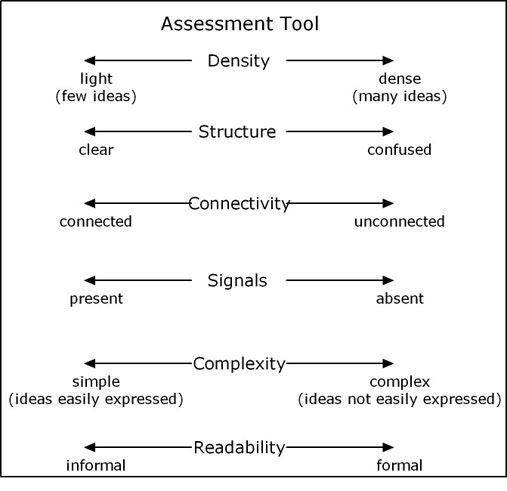 Assessment Tool
Density
light dense
(few ideas) (many ideas)
Structure
clear confused
Connectivity
connected unconnected
Signals
present absent
Complexity
simple complex
(ideas easily expressed) (ideas not easily expressed)
Readability
informal formal